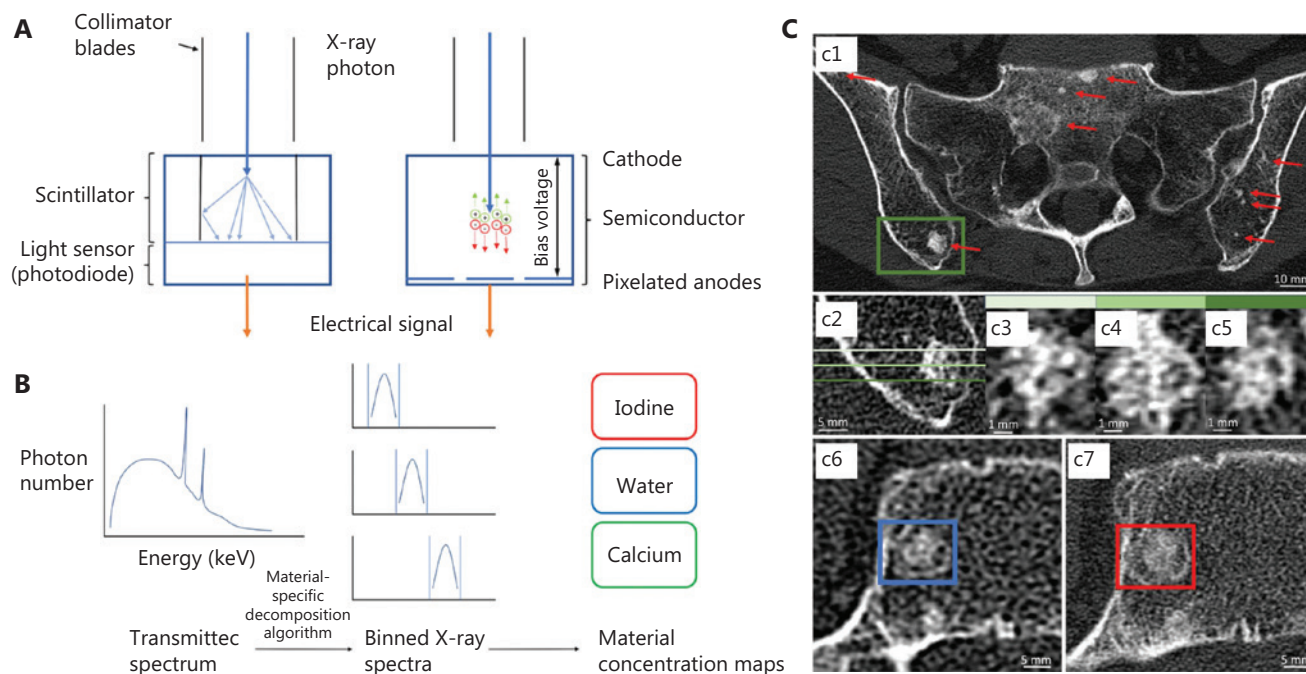 A
Collimator
blades
X-ray
photon
Scintillator
Light sensor
(photodiode)
Cathode
Semiconductor
Bias voltage
Pixelated anodes
Electrical signal
B
Photon
number
Energy (keV)
Iodine
Water
Calcium
Transmittec
spectrum
Material-
specific
decomposition
algorithm
Binned X-ray
spectra
Material
concentration maps
C
c1
10 mm
c2
5 mm
c3
1 mm
c4
1 mm
c5
1 mm
c6
5 mm
c7
5 mm